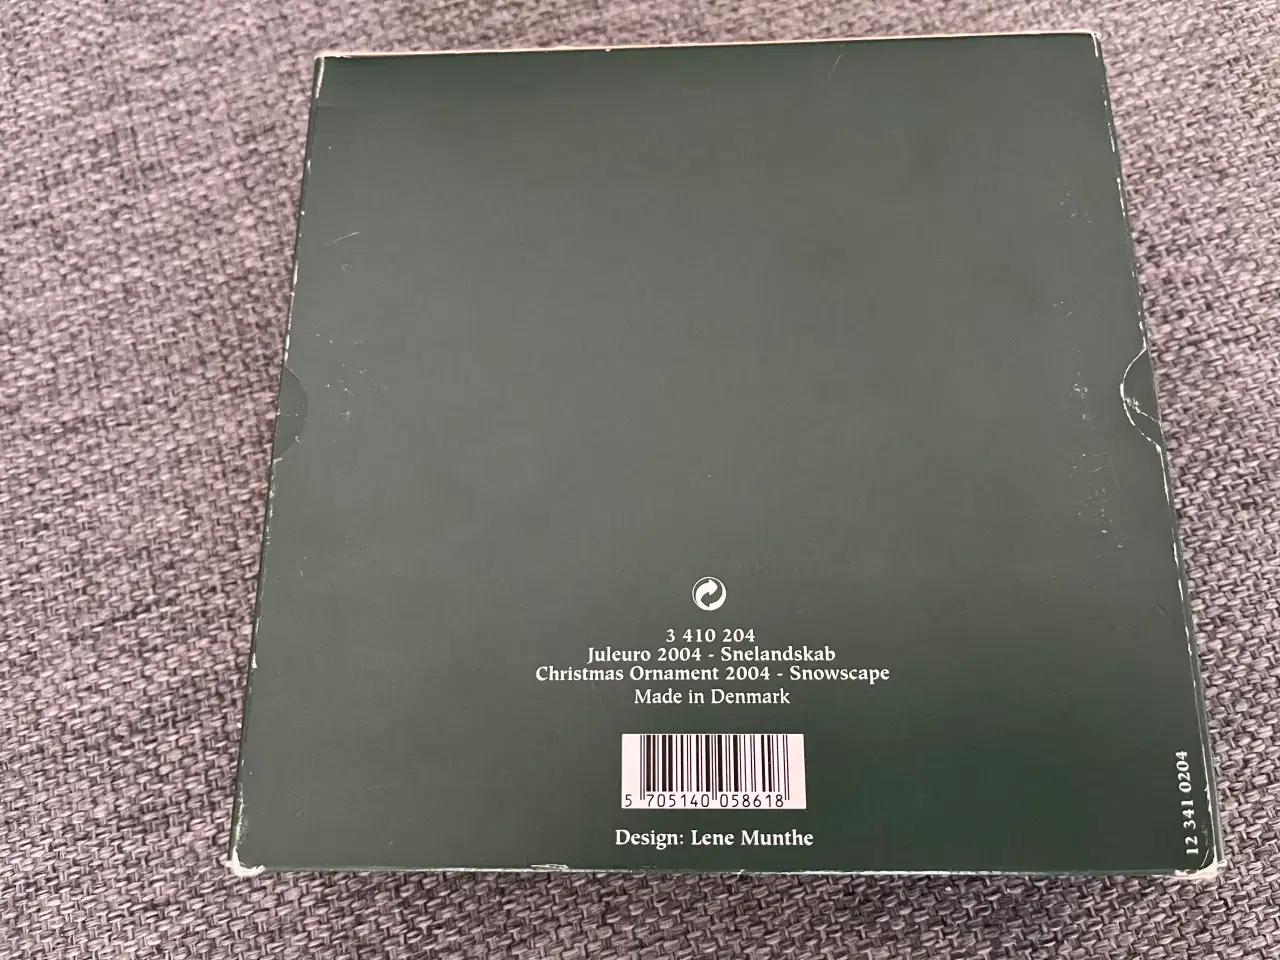 3 410 204
Juleuro 2004 - Snelandskab
Christmas Ornament 2004 - Snowscape
Made in Denmark
5 705140 058618
Design: Lene Munthe
12 341 0204